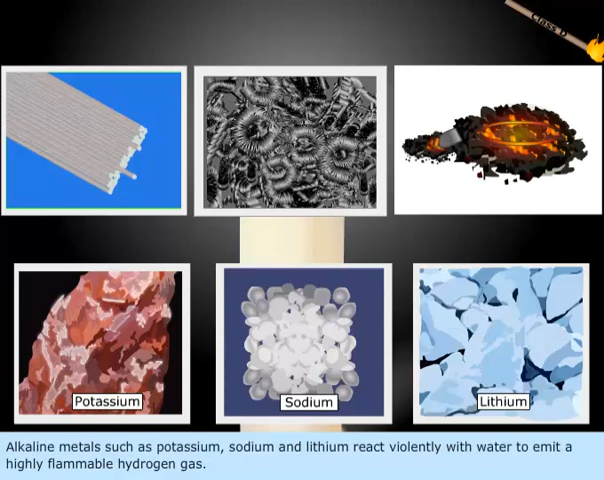 Class D
Potassium
Sodium
Lithium
Alkaline metals such as potassium, sodium and lithium react violently with water to emit a
highly flammable hydrogen gas.